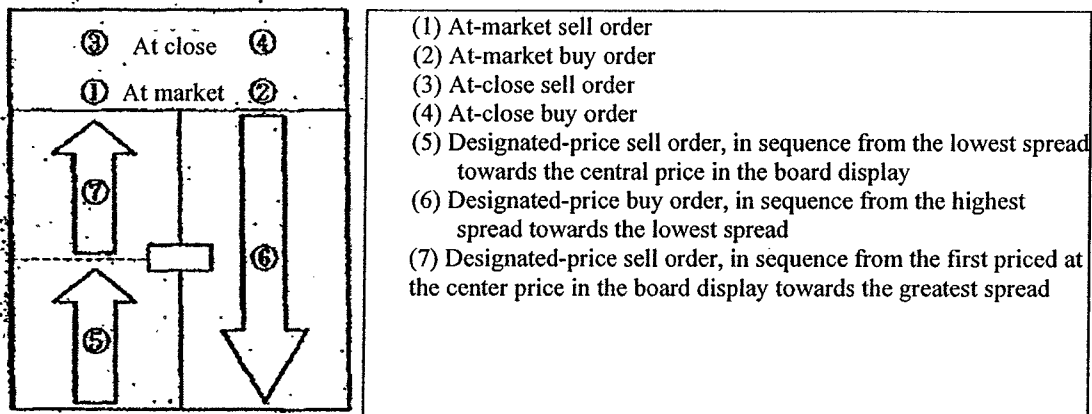 ③ At close ④
① At market ②
⑦
⑥
⑤
(1) At-market sell order
(2) At-market buy order
(3) At-close sell order
(4) At-close buy order
(5) Designated-price sell order, in sequence from the lowest spread
towards the central price in the board display
(6) Designated-price buy order, in sequence from the highest
spread towards the lowest spread
(7) Designated-price sell order, in sequence from the first priced at
the center price in the board display towards the greatest spread